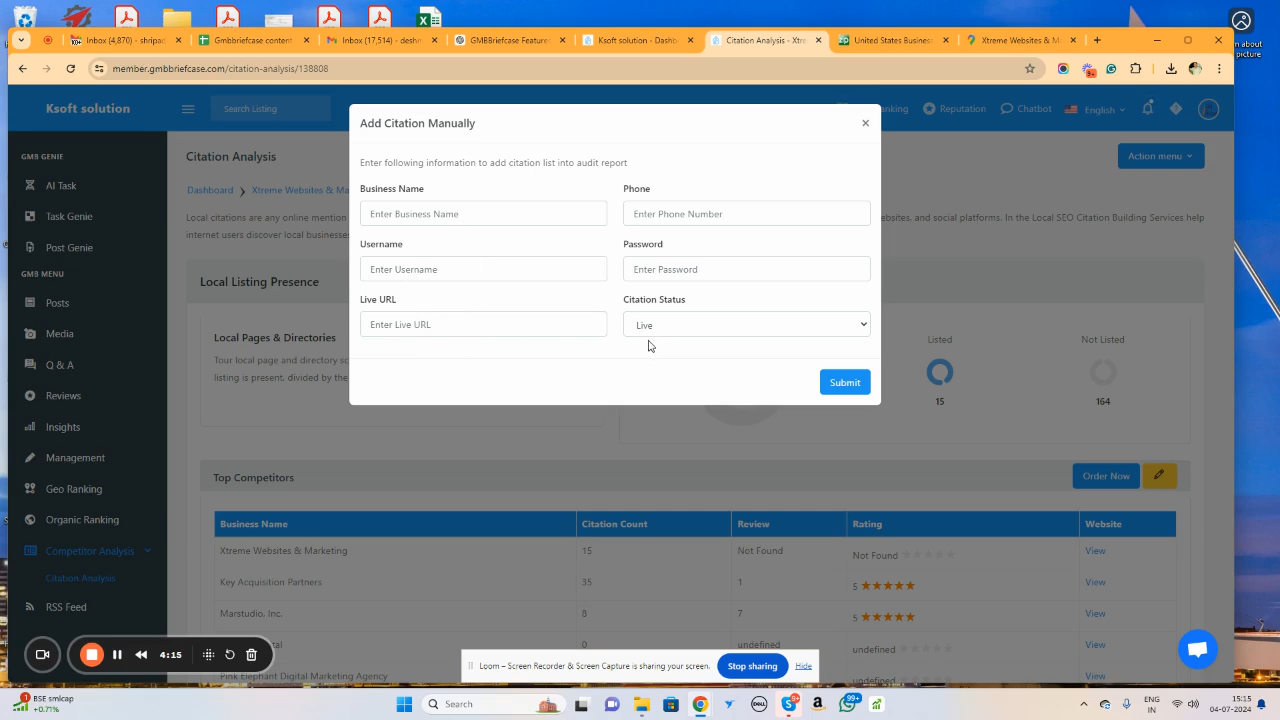 Inbox (4,870) - shripac
Gmbbriefcase content
Inbox (17,514) - deshm
GMBBriefcase Features
Ksoft solution - Dashb
Citation Analysis - Xtre
United States Business
Xtreme Websites & M
n about
picture
member.gmbbriefcase.com/citation-analysis/138808
Ksoft solution
Search Listing
anking
Reputation
Chatbot
English
Add Citation Manually
Enter following information to add citation list into audit report
Business Name
Enter Business Name
Phone
Enter Phone Number
Username
Enter Username
Password
Enter Password
Live URL
Enter Live URL
Citation Status
Live
Submit
GMB GENIE
AI Task
Task Genie
Post Genie
GMB MENU
Posts
Media
Q & A
Reviews
Insights
Management
Geo Ranking
Organic Ranking
Competitor Analysis
Citation Analysis
RSS Feed
Citation Analysis
Action menu
Dashboard
Xtreme Websites & Ma
Local citations are any online mention
ebsites, and social platforms. In the Local SEO Citation Building Services help
internet users discover local businesse
Local Listing Presence
Local Pages & Directories
Tour local page and directory sc
listing is present, divided by the
Listed
15
Not Listed
164
Top Competitors
Order Now
Business Name Citation Count Review Rating Website
Xtreme Websites & Marketing 15 Not Found Not Found View
Key Acquisition Partners 35 1 5 View
Marstudio, Inc. 8 7 5 View
tal 0 undefined undefined View
Pink Elephant Digital Marketing Agency
4:15
Loom – Screen Recorder & Screen Capture is sharing your screen.
Stop sharing
Hide
BSE smlcap
+0.71%
Search
DELL
99+
ENG
IN
15:15
04-07-2024